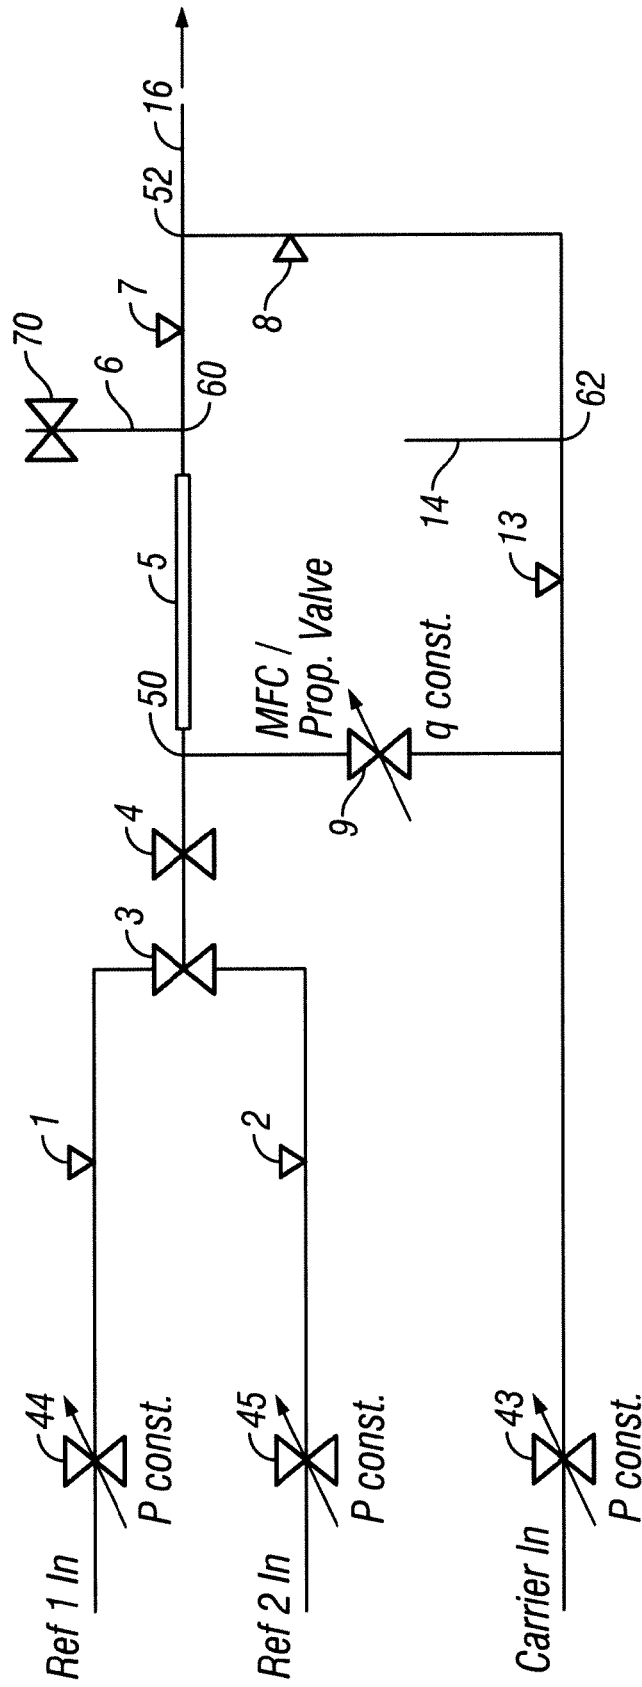 Ref 1 In
44
P const.
1
3
4
50
5
70
6
60
7
52
16
Ref 2 In
45
P const.
2
MFC /
Prop. Valve
9
q const.
8
14
13
62
Carrier In
43
P const.